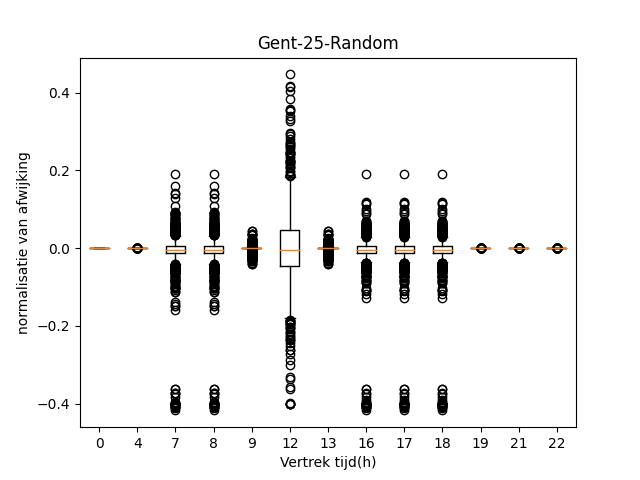 Gent-25-Random
normalisatie van afwijking
0.4
0.2
0.0
−0.2
−0.4
0 4 7 8 9 12 13 16 17 18 19 21 22
Vertrek tijd(h)